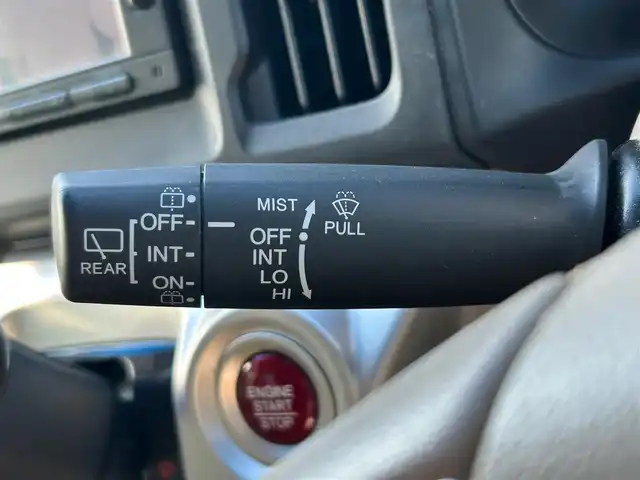 OFF
INT
ON
REAR
MIST
OFF
INT
LO
HI
PULL
ENGINE
START
STOP